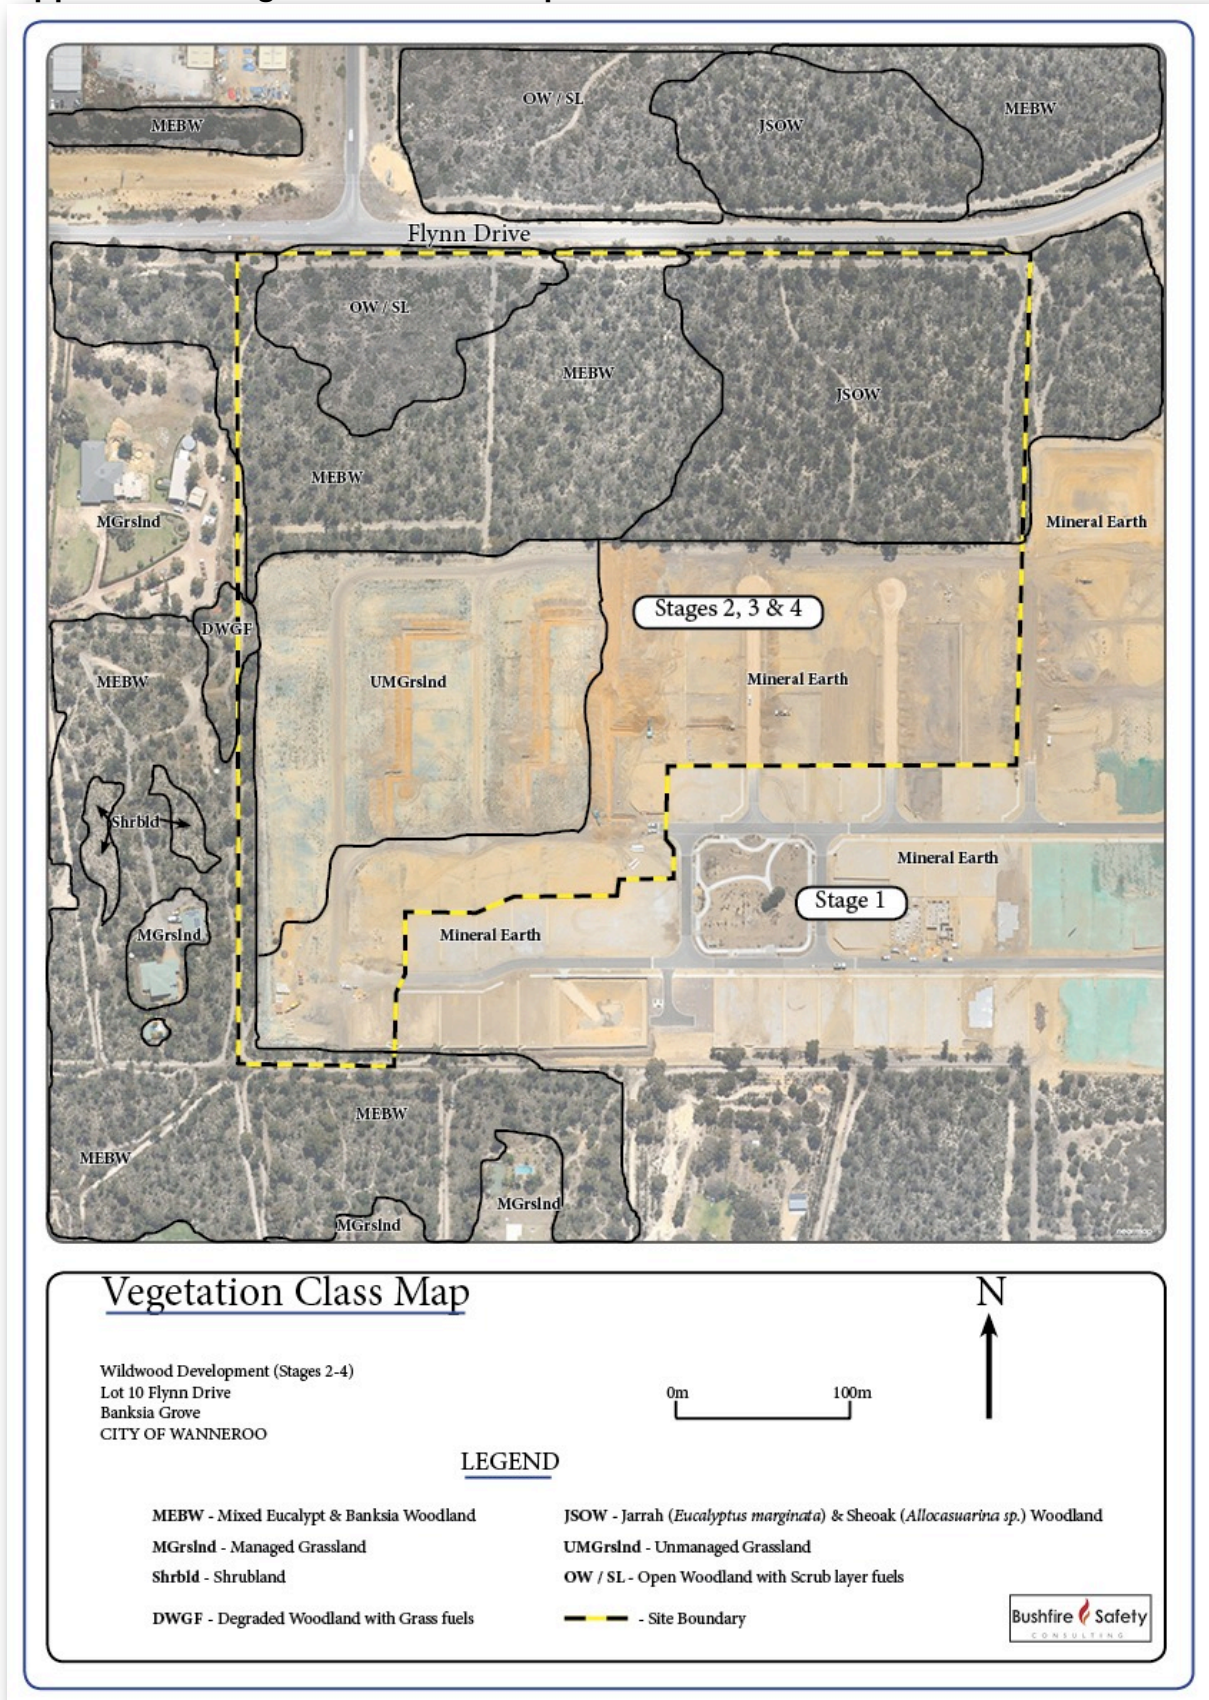 OW / SL
MEBW
MEBW
JSOW
Flynn Drive
OW / SL
MEBW
JSOW
MEBW
MGrslnd
Mineral Earth
Stages 2, 3 & 4
DWGF
MEBW
UMGrslnd
Mineral Earth
Shrbld
Mineral Earth
Stage 1
MGrslnd
Mineral Earth
MEBW
MEBW
MGrslnd
MGrslnd
nearmap
Vegetation Class Map
N
Wildwood Development (Stages 2-4)
Lot 10 Flynn Drive
Banksia Grove
CITY OF WANNEROO
0m 100m
LEGEND
MEBW - Mixed Eucalypt & Banksia Woodland
JSOW - Jarrah (Eucalyptus marginata) & Sheoak (Allocasuarina sp.) Woodland
MGrslnd - Managed Grassland
UMGrslnd - Unmanaged Grassland
Shrbld - Shrubland
OW / SL - Open Woodland with Scrub layer fuels
DWGF - Degraded Woodland with Grass fuels
- Site Boundary
Bushfire Safety
CONSULTING